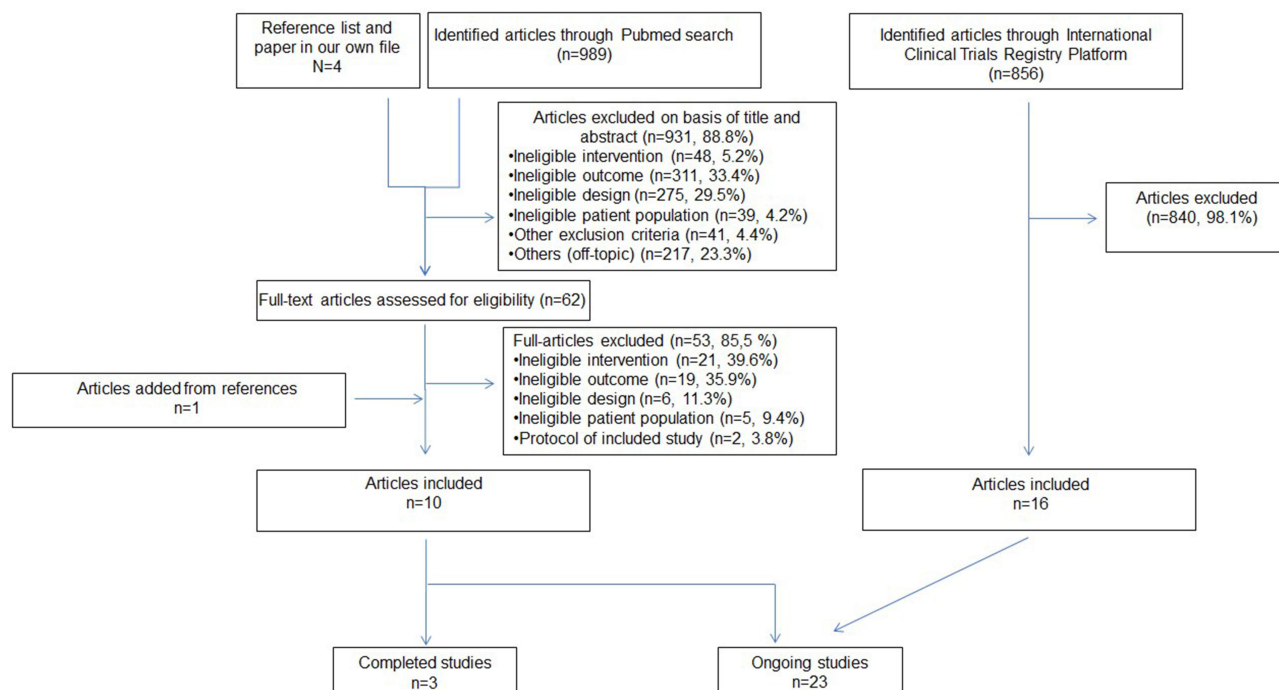 Reference list and
paper in our own file
N=4
Identified articles through Pubmed search
(n=989)
Identified articles through International
Clinical Trials Registry Platform
(n=856)
Articles excluded on basis of title and
abstract (n=931, 88.8%)
•Ineligible intervention (n=48, 5.2%)
•Ineligible outcome (n=311, 33.4%)
•Ineligible design (n=275, 29.5%)
•Ineligible patient population (n=39, 4.2%)
•Other exclusion criteria (n=41, 4.4%)
•Others (off-topic) (n=217, 23.3%)
Articles excluded
(n=840, 98.1%)
Full-text articles assessed for eligibility (n=62)
Full-articles excluded (n=53, 85,5 %)
•Ineligible intervention (n=21, 39.6%)
•Ineligible outcome (n=19, 35.9%)
•Ineligible design (n=6, 11.3%)
•Ineligible patient population (n=5, 9.4%)
•Protocol of included study (n=2, 3.8%)
Articles added from references
n=1
Articles included
n=10
Articles included
n=16
Completed studies
n=3
Ongoing studies
n=23